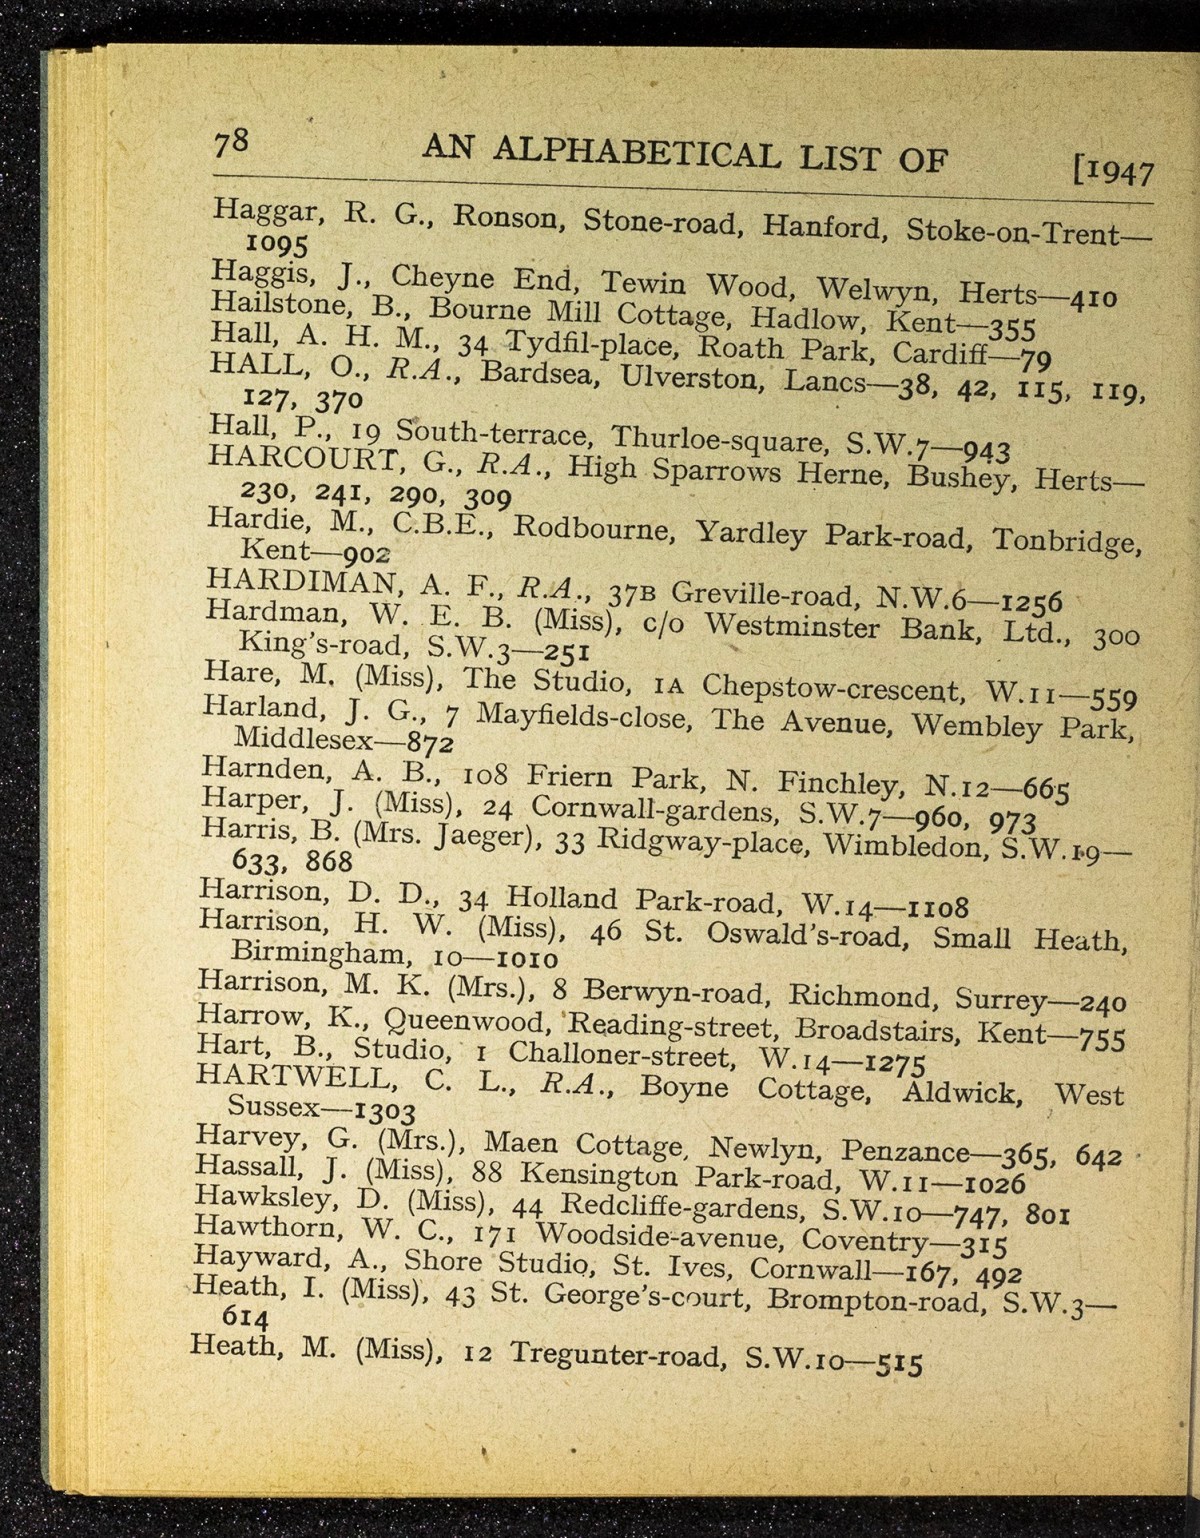 78 AN ALPHABETICAL LIST OF [1947
Haggar, R. G., Ronson, Stone-road, Hanford, Stoke-on-Trent—
1095
Haggis, J., Cheyne End, Tewin Wood, Welwyn, Herts—410
Hailstone, B., Bourne Mill Cottage, Hadlow, Kent—355
Hall, A. H. M., 34 Tydfil-place, Roath Park, Cardiff—79
HALL, O., R.A., Bardsea, Ulverston, Lancs—38, 42, 115, 119,
127, 370
Hall, P., 19 South-terrace, Thurloe-square, S.W.7—943
HARCOURT, G., R.A., High Sparrows Herne, Bushey, Herts—
230, 241, 290, 309
Hardie, M., C.B.E., Rodbourne, Yardley Park-road, Tonbridge,
Kent—902
HARDIMAN, A. F., R.A., 37B Greville-road, N.W.6—1256
Hardman, W. E. B. (Miss), c/o Westminster Bank, Ltd., 300
King's-road, S.W.3—251
Hare, M. (Miss), The Studio, 1A Chepstow-crescent, W.11—559
Harland, J. G., 7 Mayfields-close, The Avenue, Wembley Park,
Middlesex—872
Harnden, A. B., 108 Friern Park, N. Finchley, N.12—665
Harper, J. (Miss), 24 Cornwall-gardens, S.W.7—960, 973
Harris, B. (Mrs. Jaeger), 33 Ridgway-place, Wimbledon, S.W.19—
633, 868
Harrison, D. D., 34 Holland Park-road, W.14—1108
Harrison, H. W. (Miss), 46 St. Oswald's-road, Small Heath,
Birmingham, 10—1010
Harrison, M. K. (Mrs.), 8 Berwyn-road, Richmond, Surrey—240
Harrow, K., Queenwood, Reading-street, Broadstairs, Kent—755
Hart, B., Studio, 1 Challoner-street, W.14—1275
HARTWELL, C. L., R.A., Boyne Cottage, Aldwick, West
Sussex—1303
Harvey, G. (Mrs.), Maen Cottage, Newlyn, Penzance—365, 642
Hassall, J. (Miss), 88 Kensington Park-road, W.11—1026
Hawksley, D. (Miss), 44 Redcliffe-gardens, S.W.10—747, 801
Hawthorn, W. C., 171 Woodside-avenue, Coventry—315
Hayward, A., Shore Studio, St. Ives, Cornwall—167, 492
Heath, I. (Miss), 43 St. George's-court, Brompton-road, S.W.3—
614
Heath, M. (Miss), 12 Tregunter-road, S.W.10—515